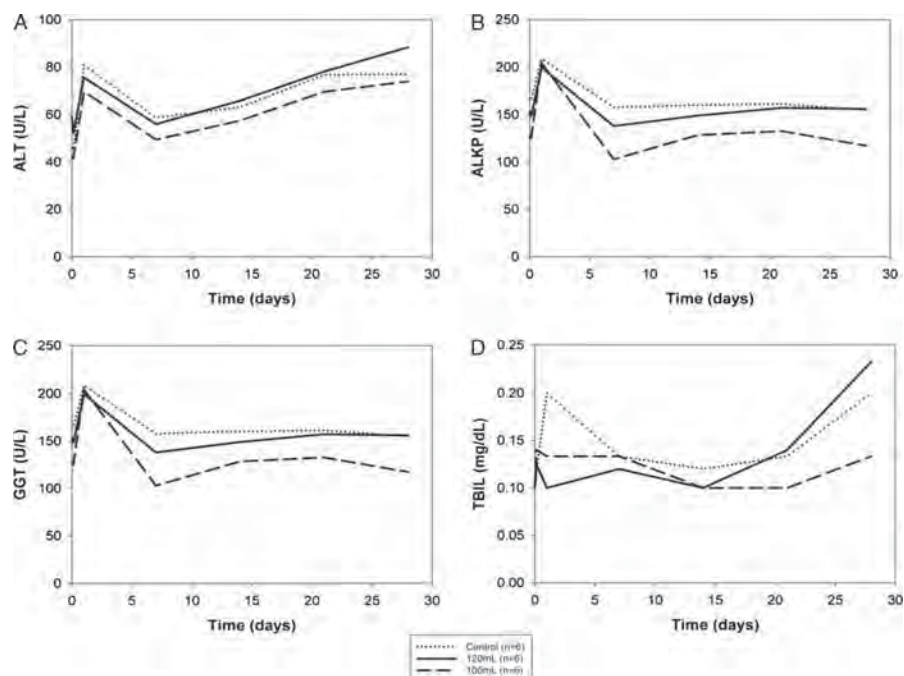 A
100
80
60
40
20
0
ALT (U/L)
0 5 10 15 20 25 30
Time (days)
B
250
200
150
100
50
0
ALKP (U/L)
0 5 10 15 20 25 30
Time (days)
C
250
200
150
100
50
0
GGT (U/L)
0 5 10 15 20 25 30
Time (days)
D
0.25
0.20
0.15
0.10
0.05
0.00
TBIL (mg/dL)
0 5 10 15 20 25 30
Time (days)
Control (n=6)
120mL (n=6)
100mL (n=6)